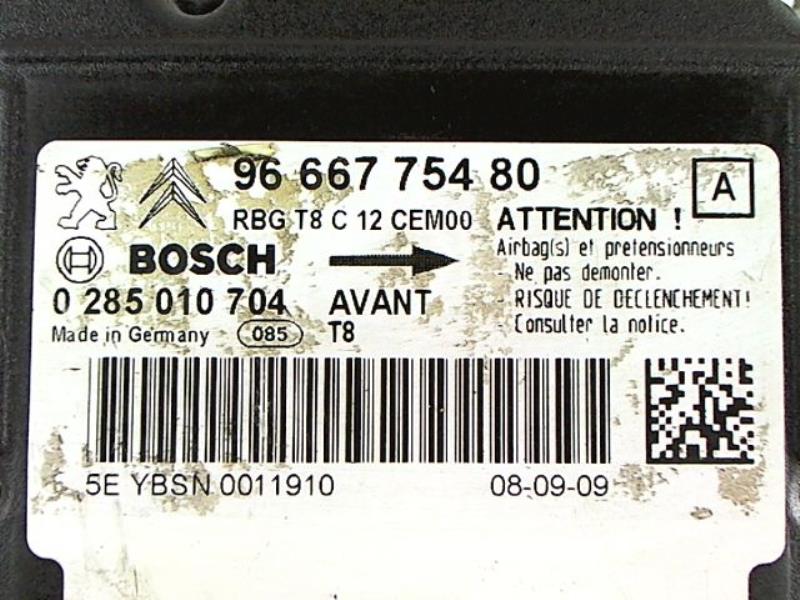 96 667 754 80
A
RBG T8 C 12 CEM00
ATTENTION !
BOSCH
Airbag(s) et pretensionneurs
- Ne pas demonter.
0 285 010 704
AVANT
- RISQUE DE DECLENCHEMENT!
Made in Germany
085
T8
- Consulter la notice.
5E YBSN 0011910
08-09-09